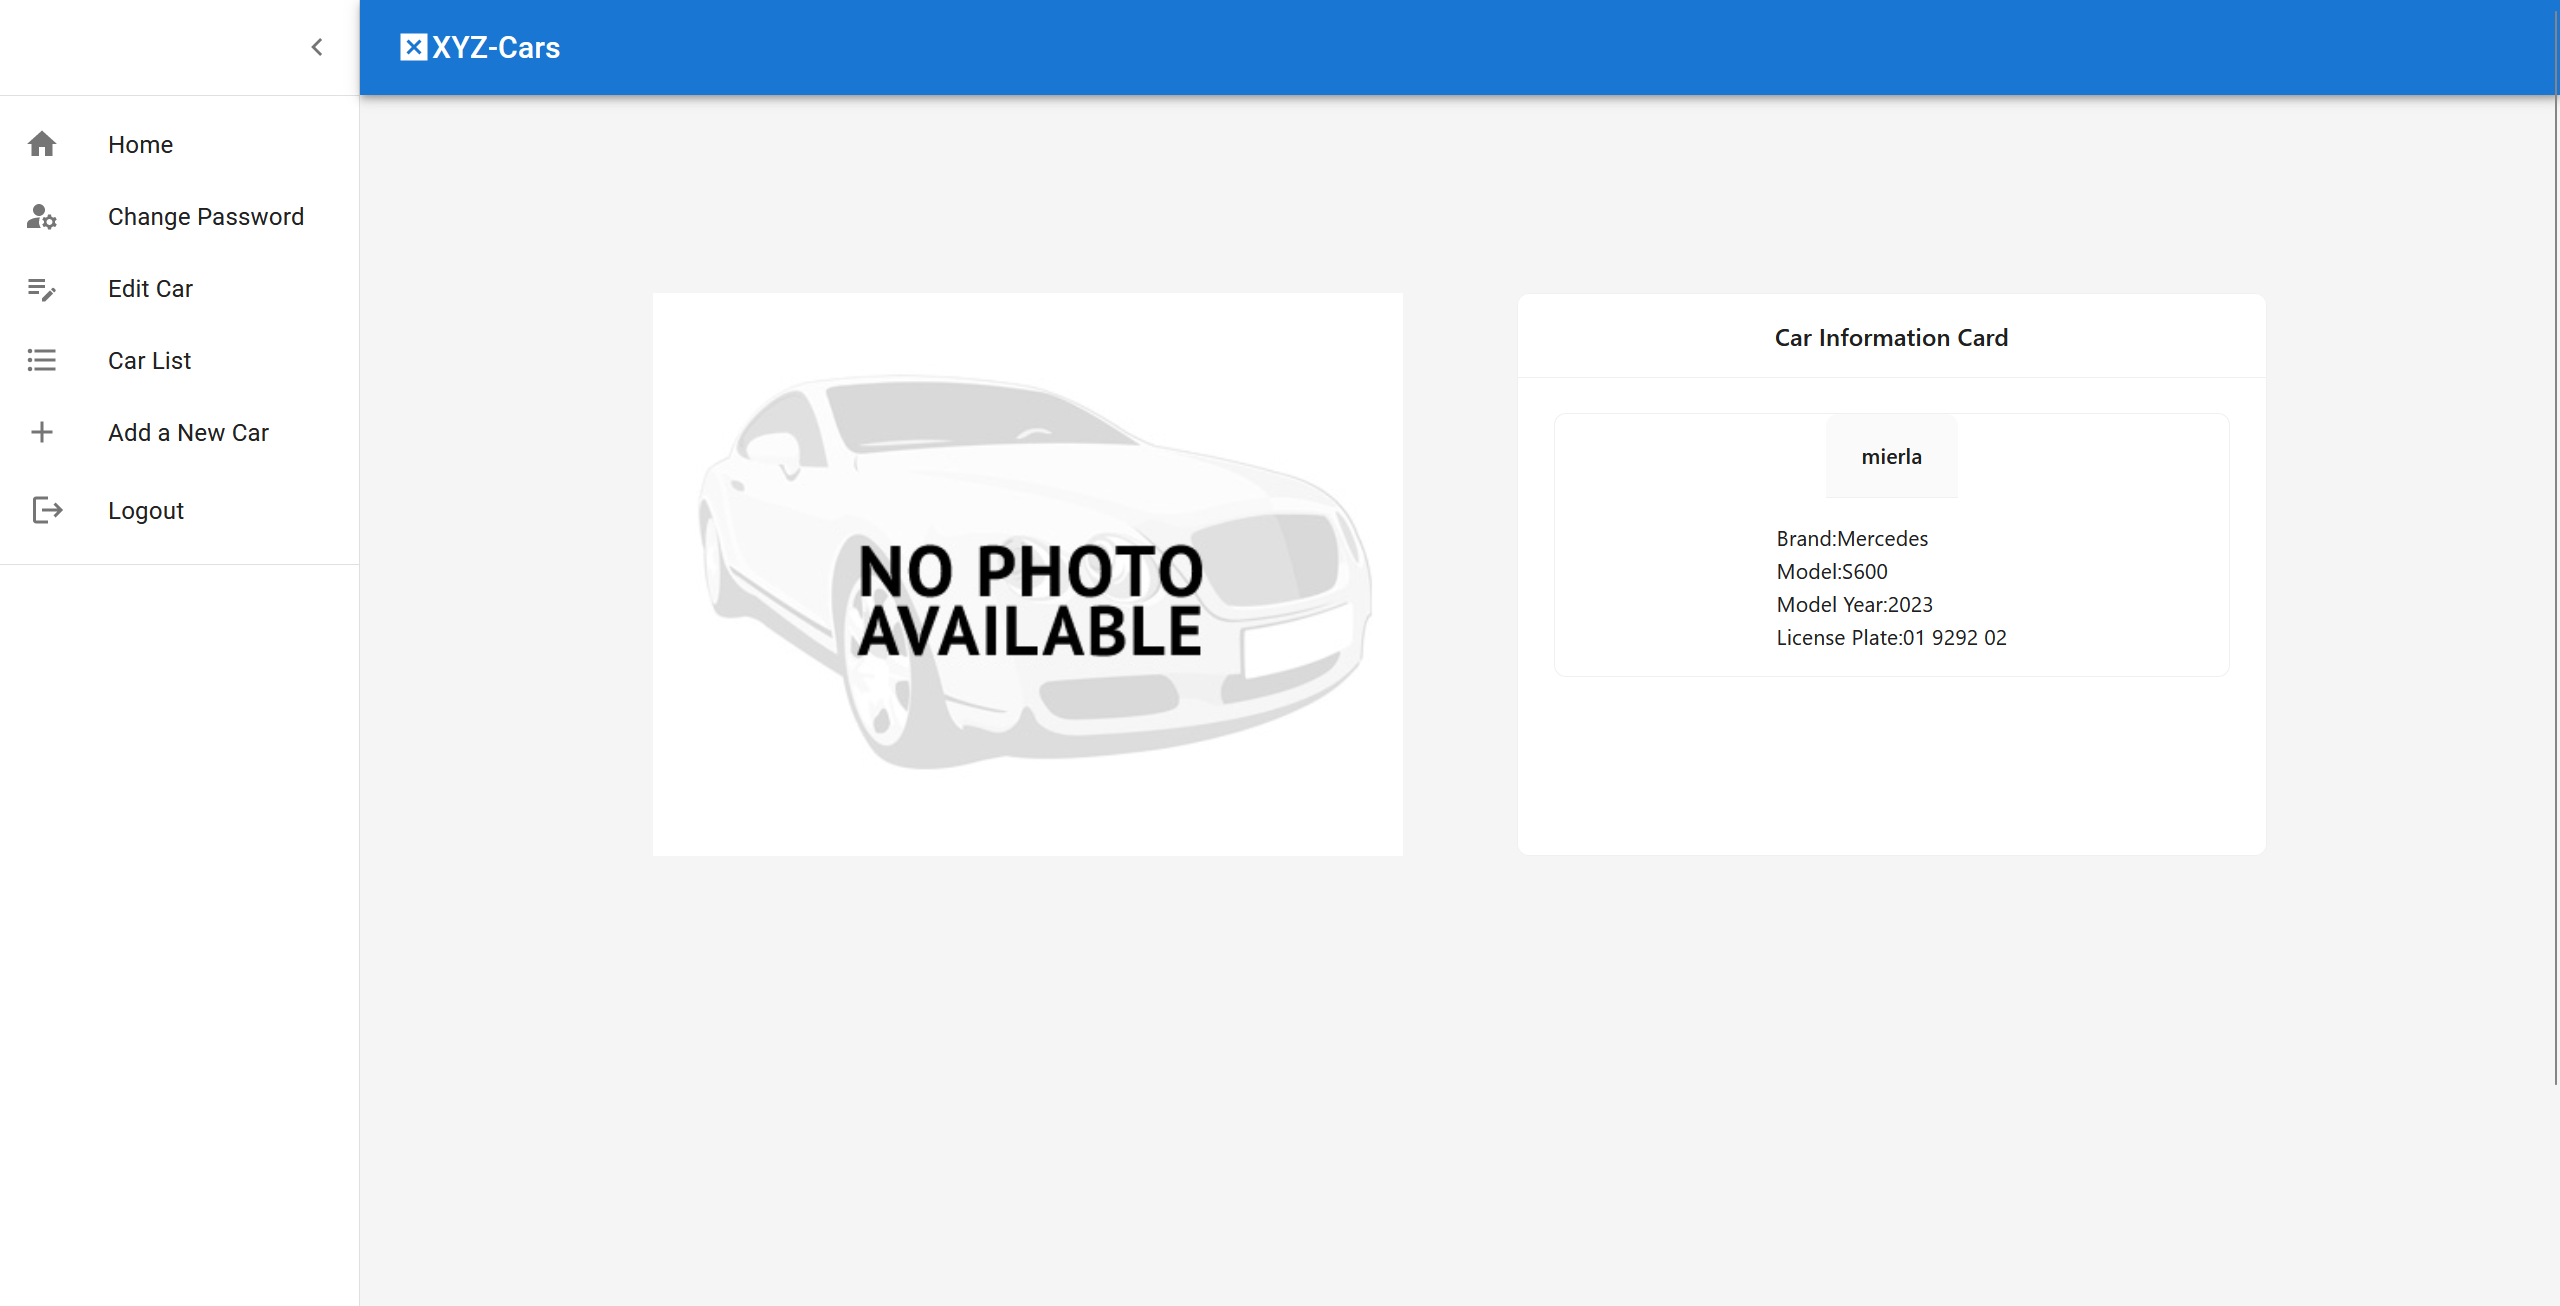 XYZ-Cars
Home
Change Password
Edit Car
Car List
Add a New Car
Logout
NO PHOTO
AVAILABLE
Car Information Card
mierla
Brand:Mercedes
Model:S600
Model Year:2023
License Plate:01 9292 02